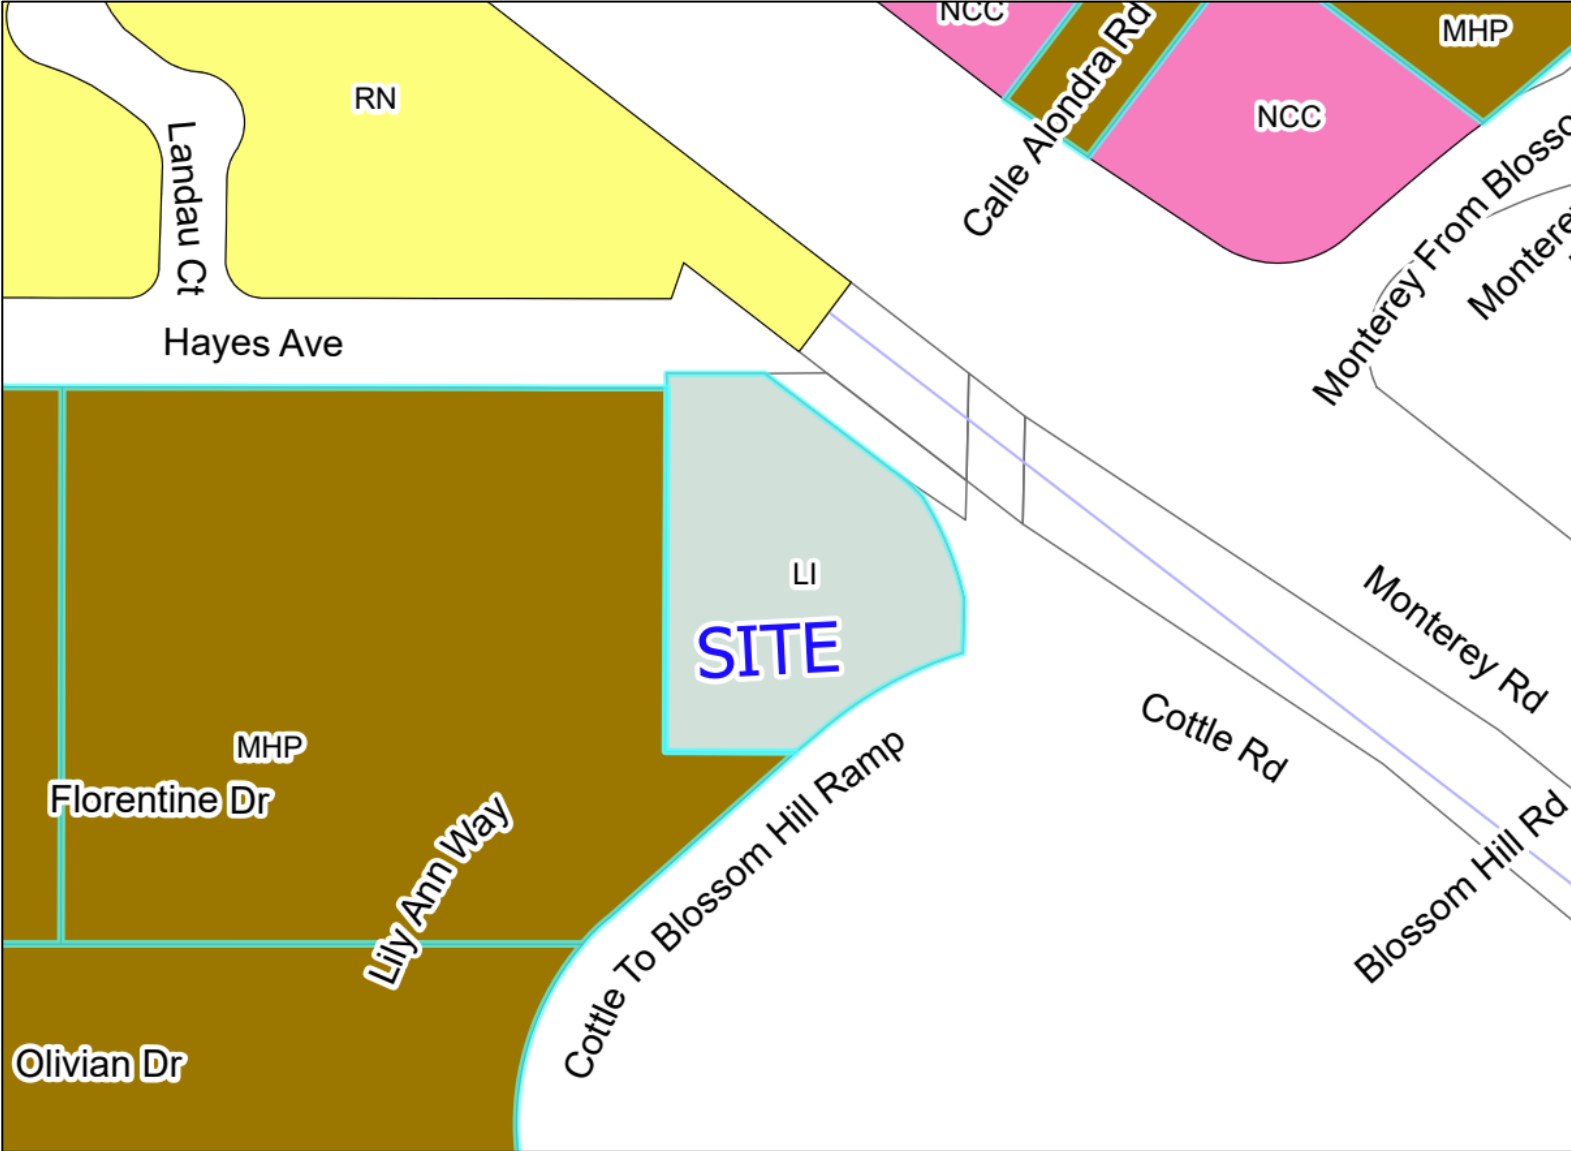 NCC
Calle Alondra Rd
MHP
RN
NCC
Landau Ct
Monterey From Blosso
Hayes Ave
LI
SITE
Monterey Rd
Cottle Rd
MHP
Florentine Dr
Lily Ann Way
Cottle To Blossom Hill Ramp
Blossom Hill Rd
Olivian Dr